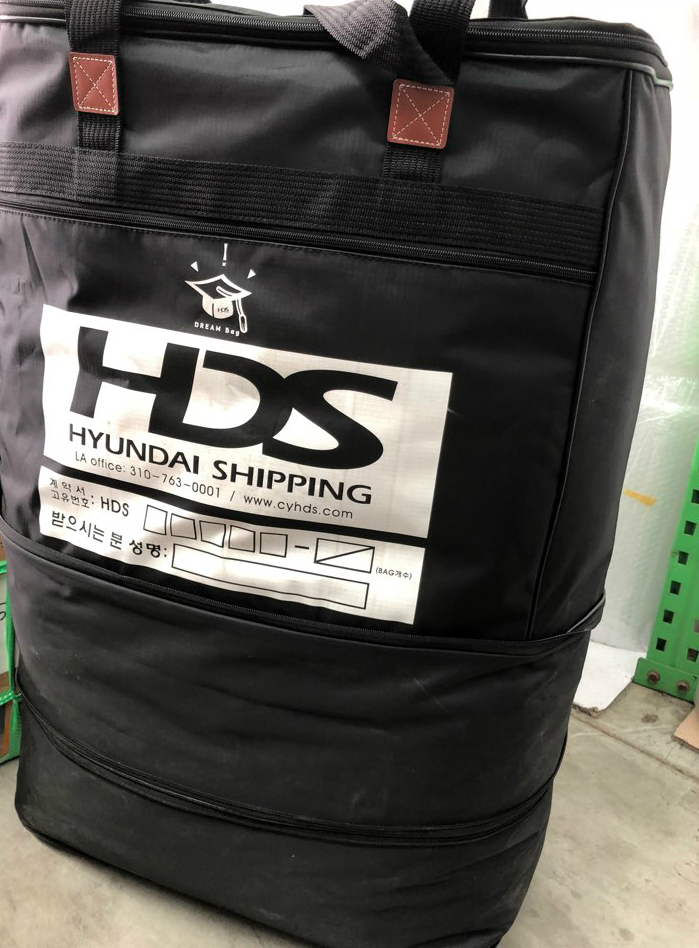 !
HDS
DREAM Bag
HDS
HYUNDAI SHIPPING
LA office: 310-763-0001 / www.cyhds.com
계 약 서
고유번호 : HDS -
(BAG개수)
받으시는 분 성명: